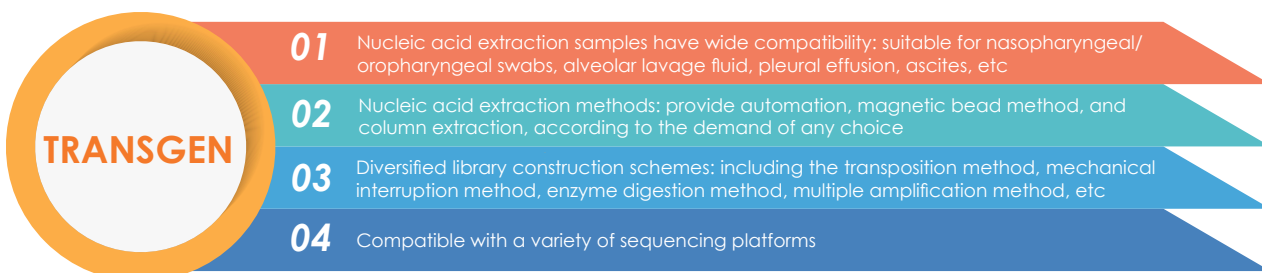 TRANSGEN
01
Nucleic acid extraction samples have wide compatibility: suitable for nasopharyngeal/
oropharyngeal swabs, alveolar lavage fluid, pleural effusion, ascites, etc
02
Nucleic acid extraction methods: provide automation, magnetic bead method, and
column extraction, according to the demand of any choice
03
Diversified library construction schemes: including the transposition method, mechanical
interruption method, enzyme digestion method, multiple amplification method, etc
04
Compatible with a variety of sequencing platforms